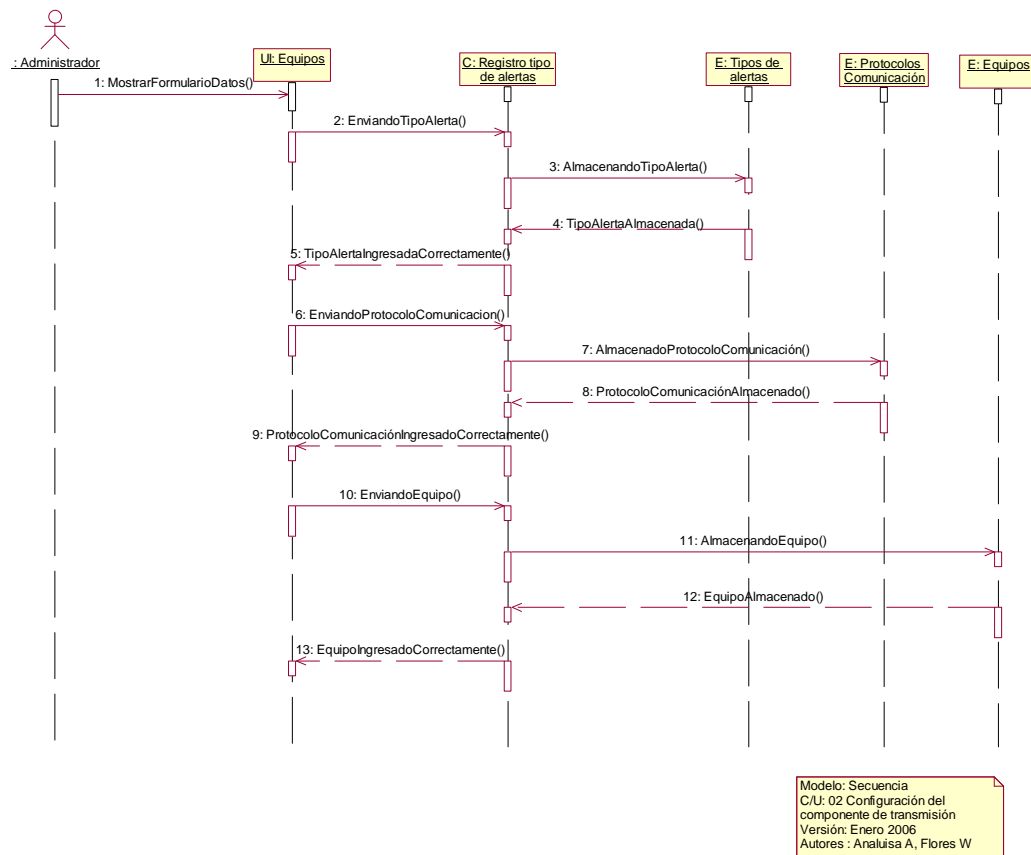 : Administrador
UI: Equipos
C: Registro tipo
de alertas
E: Tipos de
alertas
E: Protocolos
Comunicación
E: Equipos
1: MostrarFormularioDatos()
2: EnviandoTipoAlerta()
3: AlmacenandoTipoAlerta()
4: TipoAlertaAlmacenada()
5: TipoAlertaIngresadaCorrectamente()
6: EnviandoProtocoloComunicacion()
7: AlmacenadoProtocoloComunicación()
8: ProtocoloComunicaciónAlmacenado()
9: ProtocoloComunicaciónIngresadoCorrectamente()
10: EnviandoEquipo()
11: AlmacenandoEquipo()
12: EquipoAlmacenado()
13: EquipoIngresadoCorrectamente()
Modelo: Secuencia
C/U: 02 Configuración del
componente de transmisión
Versión: Enero 2006
Autores : Analuisa A, Flores W